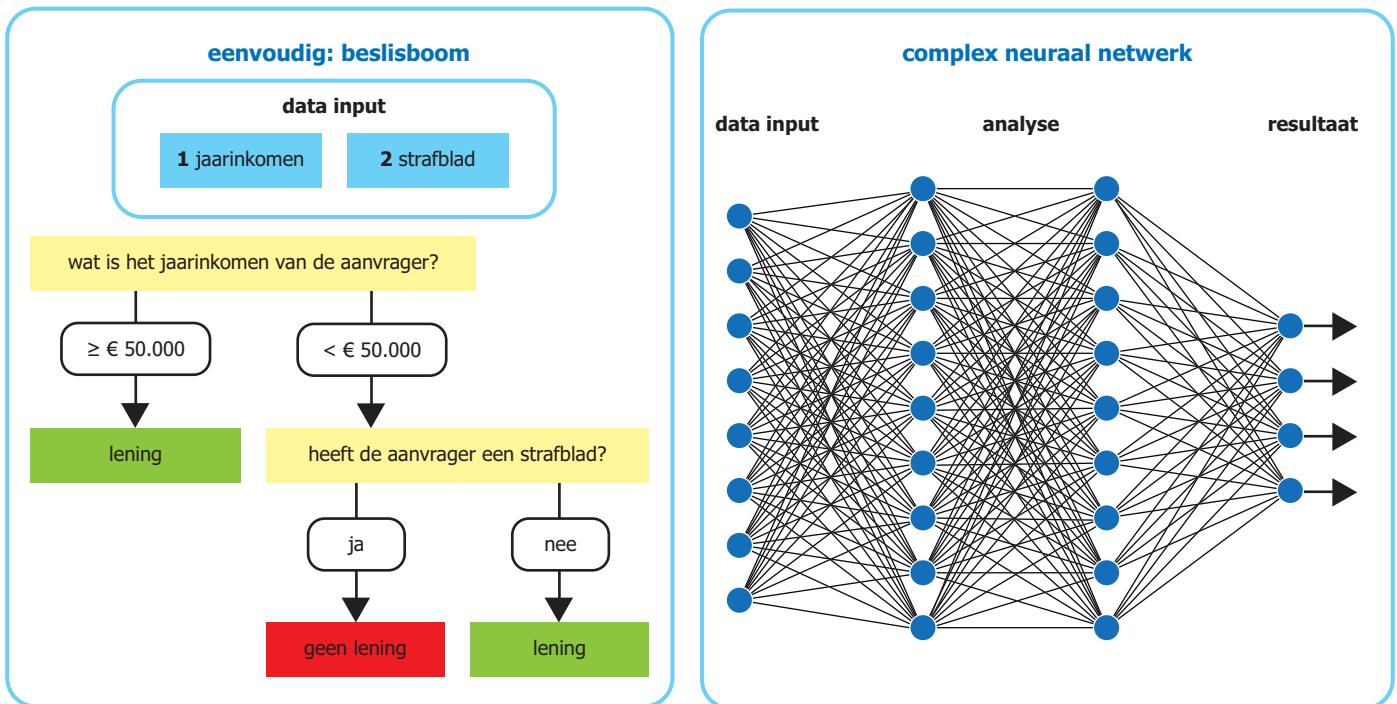 eenvoudig: beslisboom
data input
1 jaarinkomen
2 strafblad
wat is het jaarinkomen van de aanvrager?
≥ € 50.000
< € 50.000
lening
heeft de aanvrager een strafblad?
ja
nee
geen lening
lening
complex neuraal netwerk
data input
analyse
resultaat